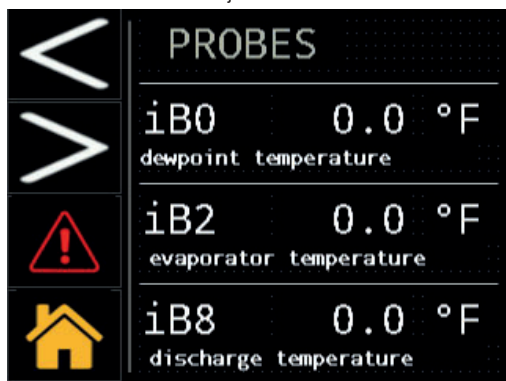 PROBES
iB0 0.0 °F
dewpoint temperature
iB2 0.0 °F
evaporator temperature
iB8 0.0 °F
discharge temperature